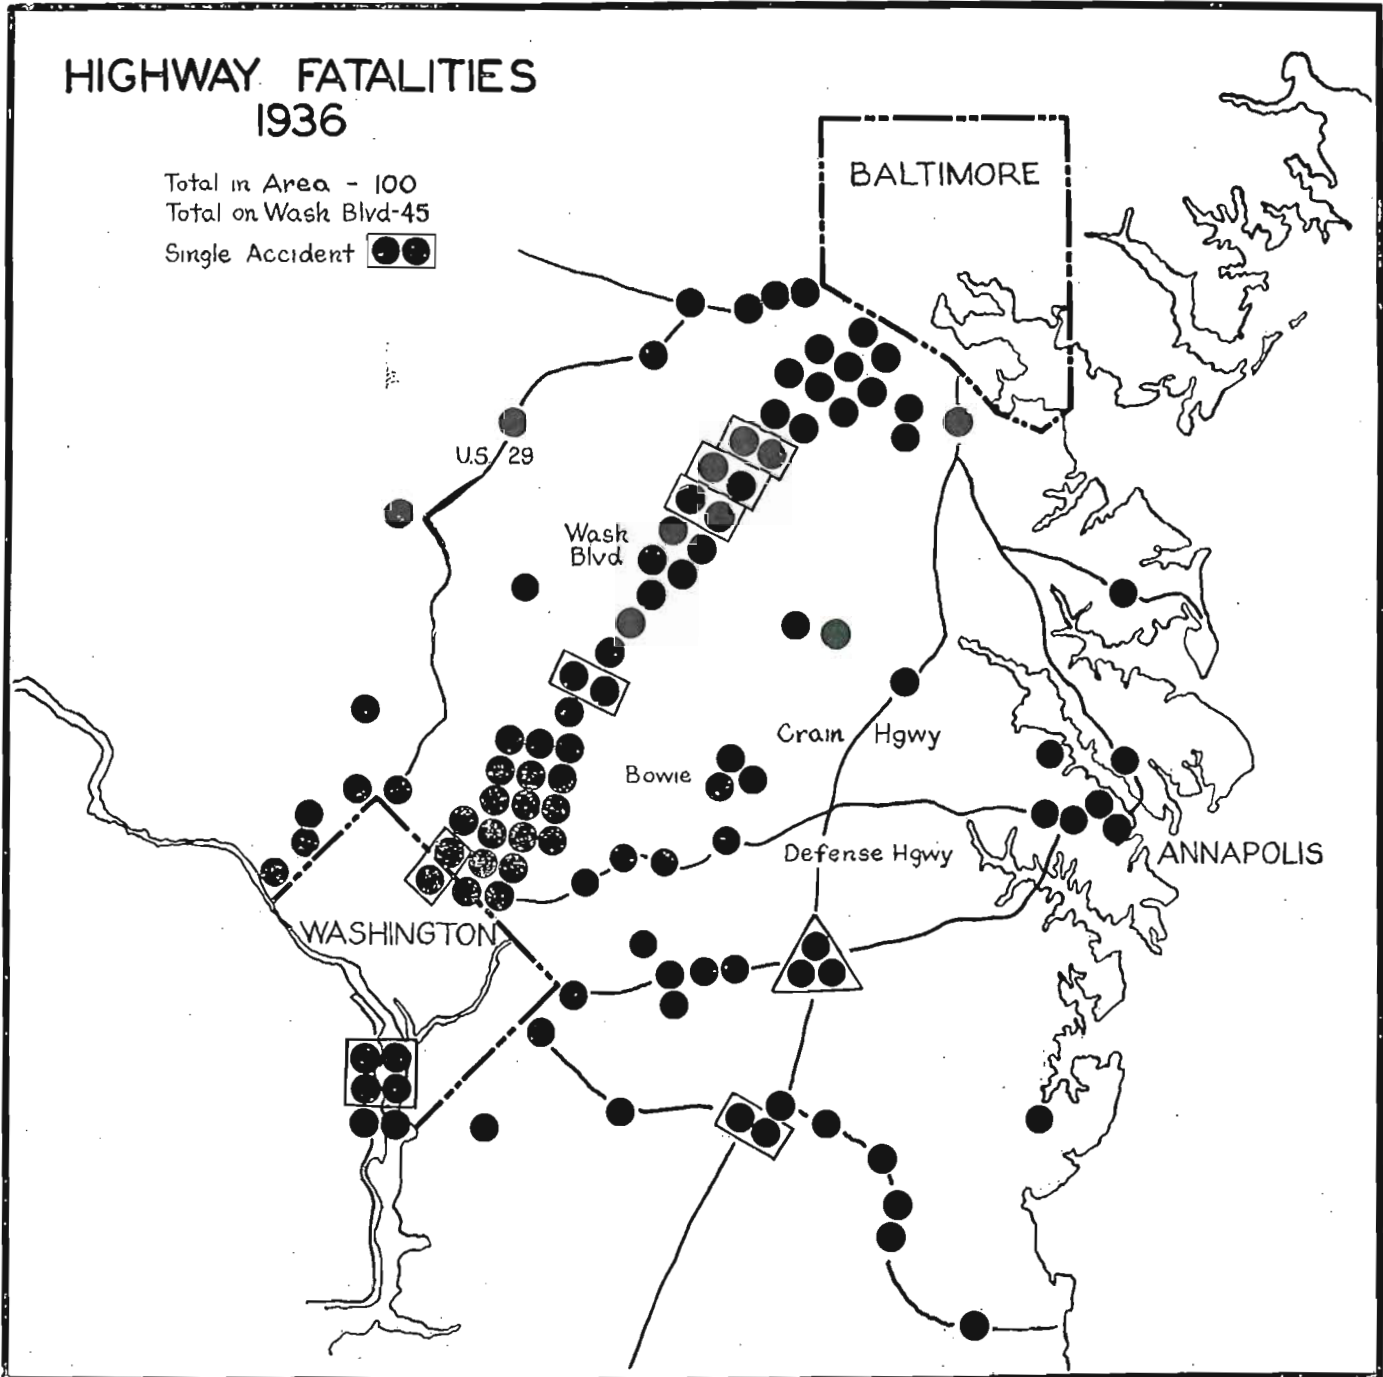 HIGHWAY FATALITIES
1936
Total in Area - 100
Total on Wash Blvd-45
Single Accident
BALTIMORE
U.S. 29
Wash
Blvd
Crain Hgwy
Bowie
Defense Hgwy
ANNAPOLIS
WASHINGTON